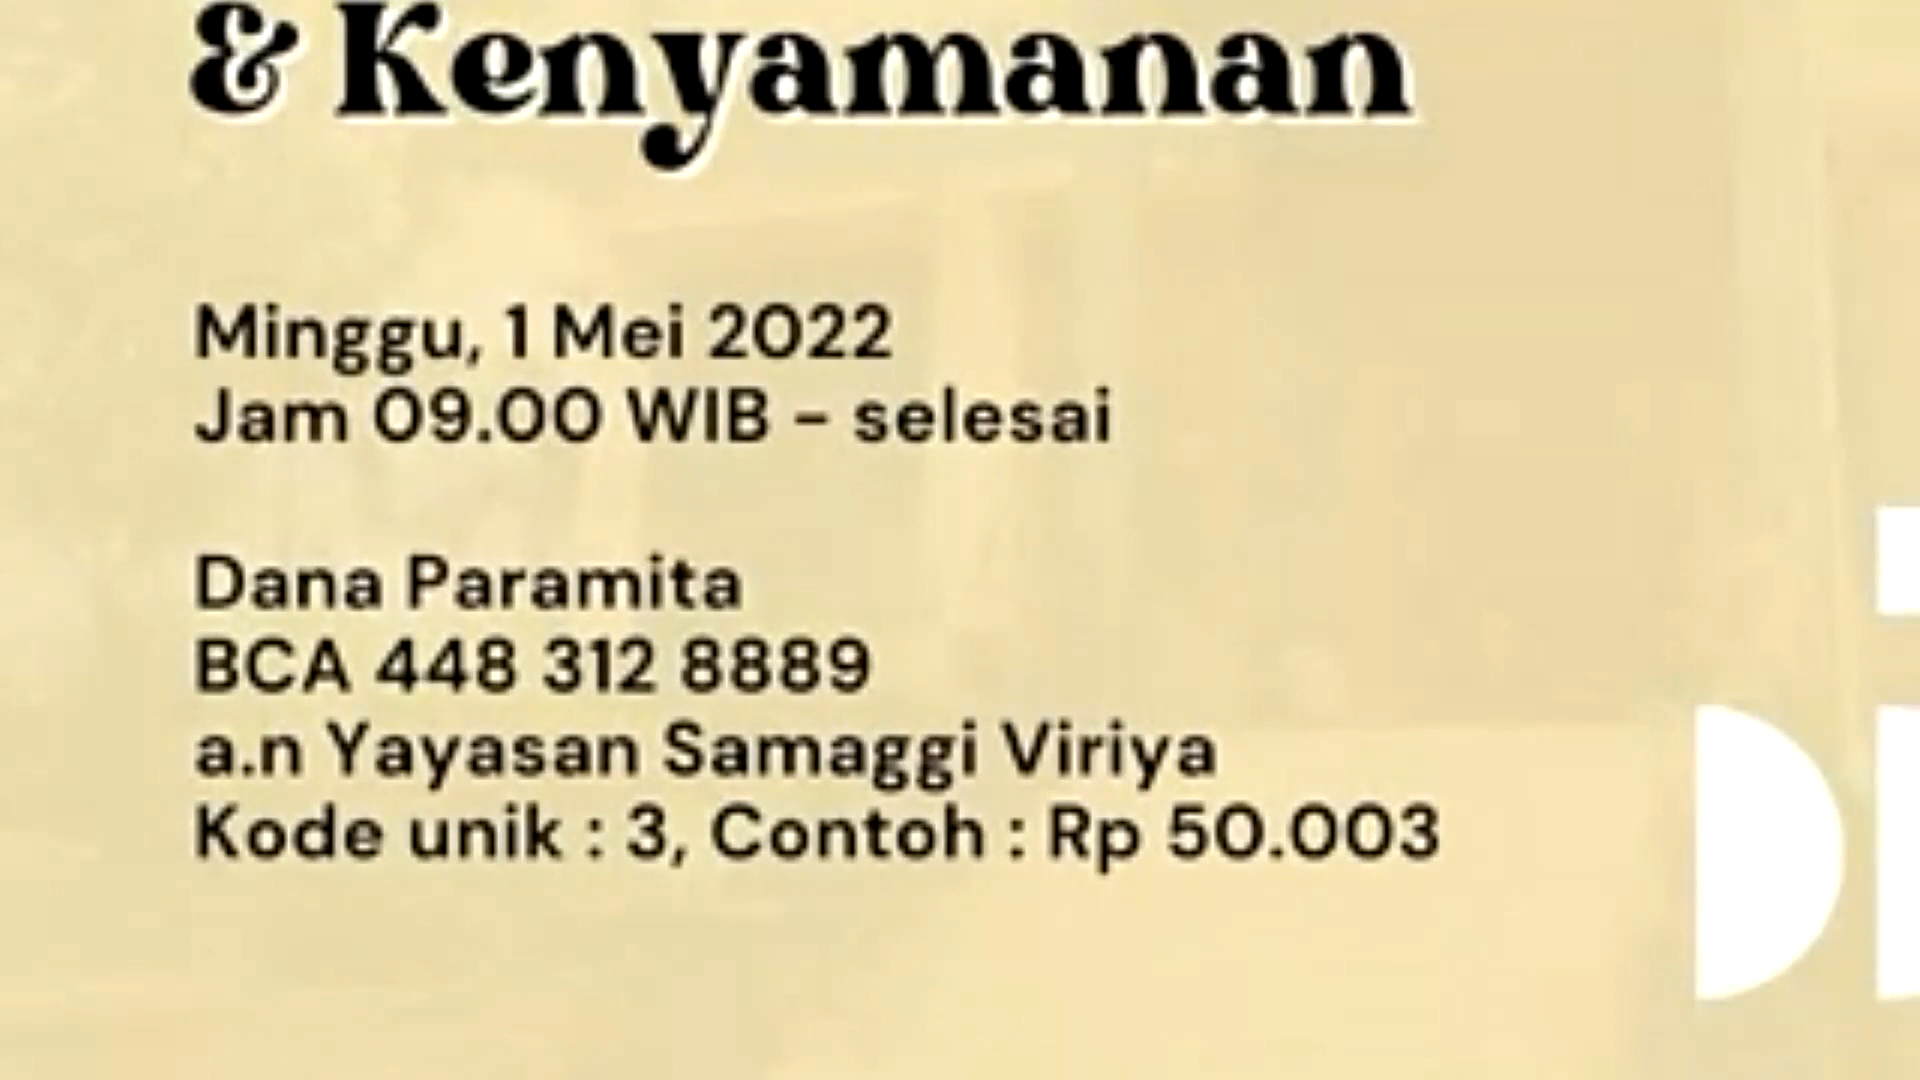 & Kenyamanan
Minggu, 1 Mei 2022
Jam 09.00 WIB – selesai
Dana Paramita
BCA 448 312 8889
a.n Yayasan Samaggi Viriya
Kode unik : 3, Contoh : Rp 50.003